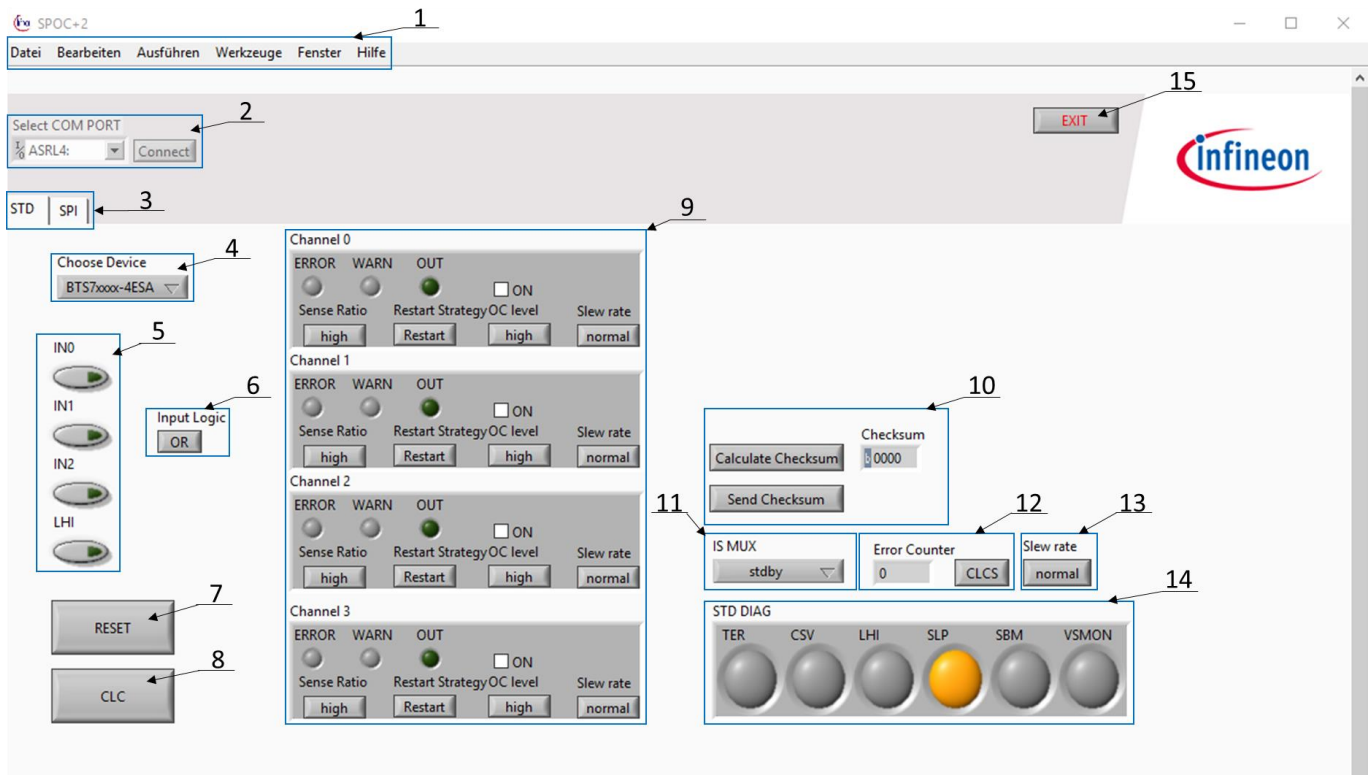 SPOC+2
1
Datei Bearbeiten Ausführen Werkzeuge Fenster Hilfe
2
Select COM PORT
I/O ASRL4: Connect
15
EXIT
infineon
3
STD SPI
4
Choose Device
BTS7xxxx-4ESA
5
IN0
IN1
IN2
LHI
6
Input Logic
OR
7
RESET
8
CLC
9
Channel 0
ERROR WARN OUT
ON
Sense Ratio Restart Strategy OC level Slew rate
high Restart high normal
Channel 1
ERROR WARN OUT
ON
Sense Ratio Restart Strategy OC level Slew rate
high Restart high normal
Channel 2
ERROR WARN OUT
ON
Sense Ratio Restart Strategy OC level Slew rate
high Restart high normal
Channel 3
ERROR WARN OUT
ON
Sense Ratio Restart Strategy OC level Slew rate
high Restart high normal
10
Checksum
Calculate Checksum b 0000
Send Checksum
11
IS MUX
stdby
12
Error Counter
0 CLCS
13
Slew rate
normal
14
STD DIAG
TER CSV LHI SLP SBM VSMON